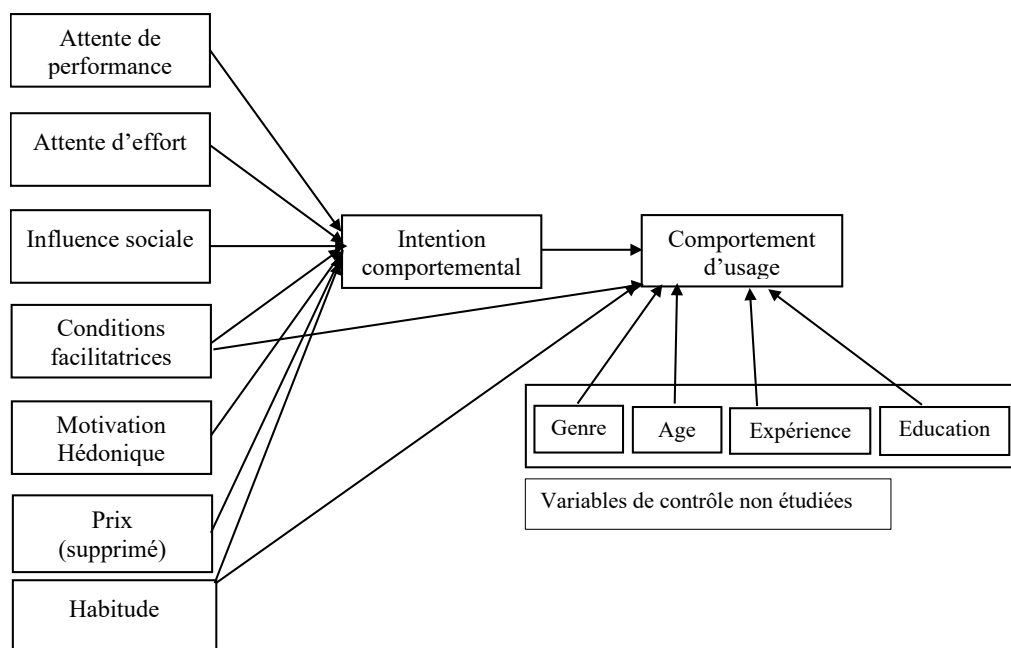 Attente de
performance
Attente d’effort
Influence sociale
Conditions
facilitatrices
Motivation
Hédonique
Prix
(supprimé)
Habitude
Intention
comportemental
Comportement
d’usage
Genre
Age
Expérience
Education
Variables de contrôle non étudiées